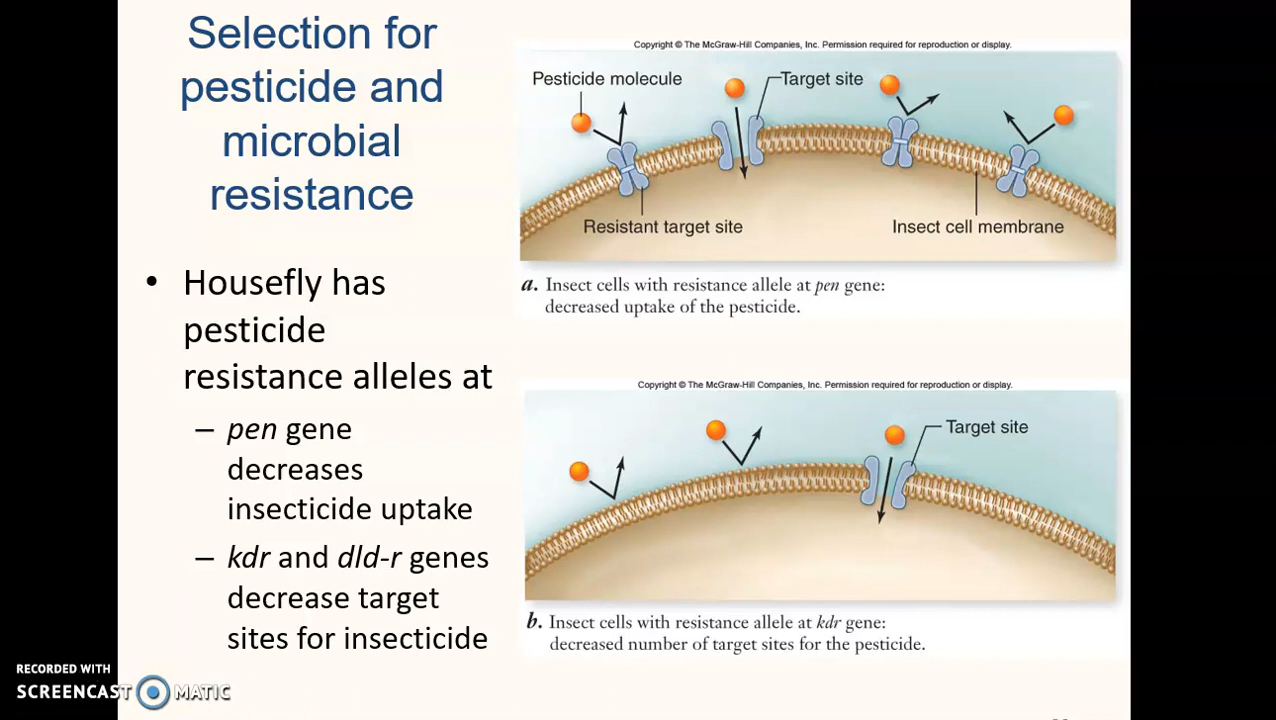 Selection for
pesticide and
microbial
resistance
• Housefly has
pesticide
resistance alleles at
– pen gene
decreases
insecticide uptake
– kdr and dld-r genes
decrease target
sites for insecticide
Copyright © The McGraw-Hill Companies, Inc. Permission required for reproduction or display.
Pesticide molecule
Target site
Resistant target site
Insect cell membrane
a. Insect cells with resistance allele at pen gene:
decreased uptake of the pesticide.
Copyright © The McGraw-Hill Companies, Inc. Permission required for reproduction or display.
Target site
b. Insect cells with resistance allele at kdr gene:
decreased number of target sites for the pesticide.
RECORDED WITH
SCREENCAST MATIC